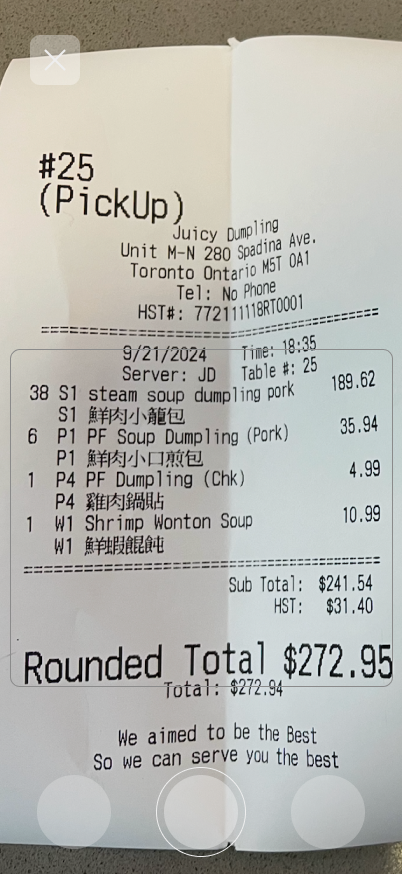 #25
(PickUp)
Juicy Dumpling
Unit M-N 280 Spadina Ave.
Toronto Ontario M5T 0A1
Tel: No Phone
HST#: 772111118RT0001
9/21/2024 Time: 18:35
Server: JD Table #: 25
38 S1 steam soup dumpling pork 189.62
S1 鮮肉小籠包
6 P1 PF Soup Dumpling (Pork) 35.94
P1 鮮肉小口煎包
1 P4 PF Dumpling (Chk) 4.99
P4 雞肉鍋貼
1 W1 Shrimp Wonton Soup 10.99
W1 鮮蝦餛飩
Sub Total: $241.54
HST: $31.40
Rounded Total $272.95
Total: $272.94
We aimed to be the Best
So we can serve you the best